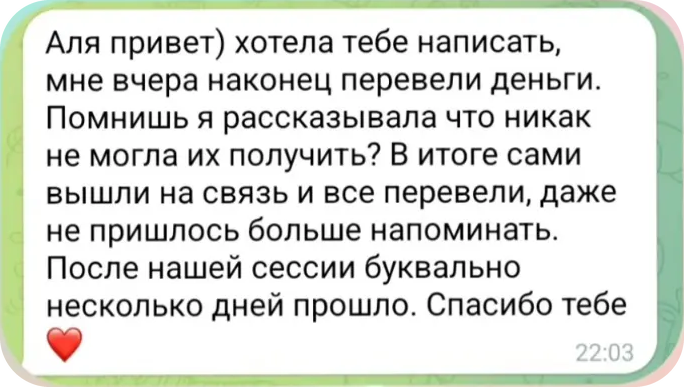 Аля привет) хотела тебе написать,
мне вчера наконец перевели деньги.
Помнишь я рассказывала что никак
не могла их получить? В итоге сами
вышли на связь и все перевели, даже
не пришлось больше напоминать.
После нашей сессии буквально
несколько дней прошло. Спасибо тебе
❤️
22:03